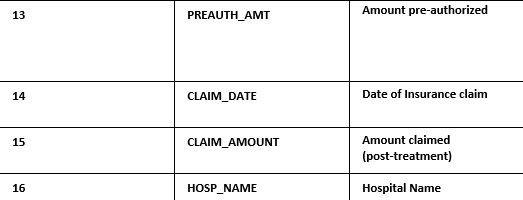 13 PREAUTH_AMT Amount pre-authorized
14 CLAIM_DATE Date of Insurance claim
15 CLAIM_AMOUNT Amount claimed
(post-treatment)
16 HOSP_NAME Hospital Name